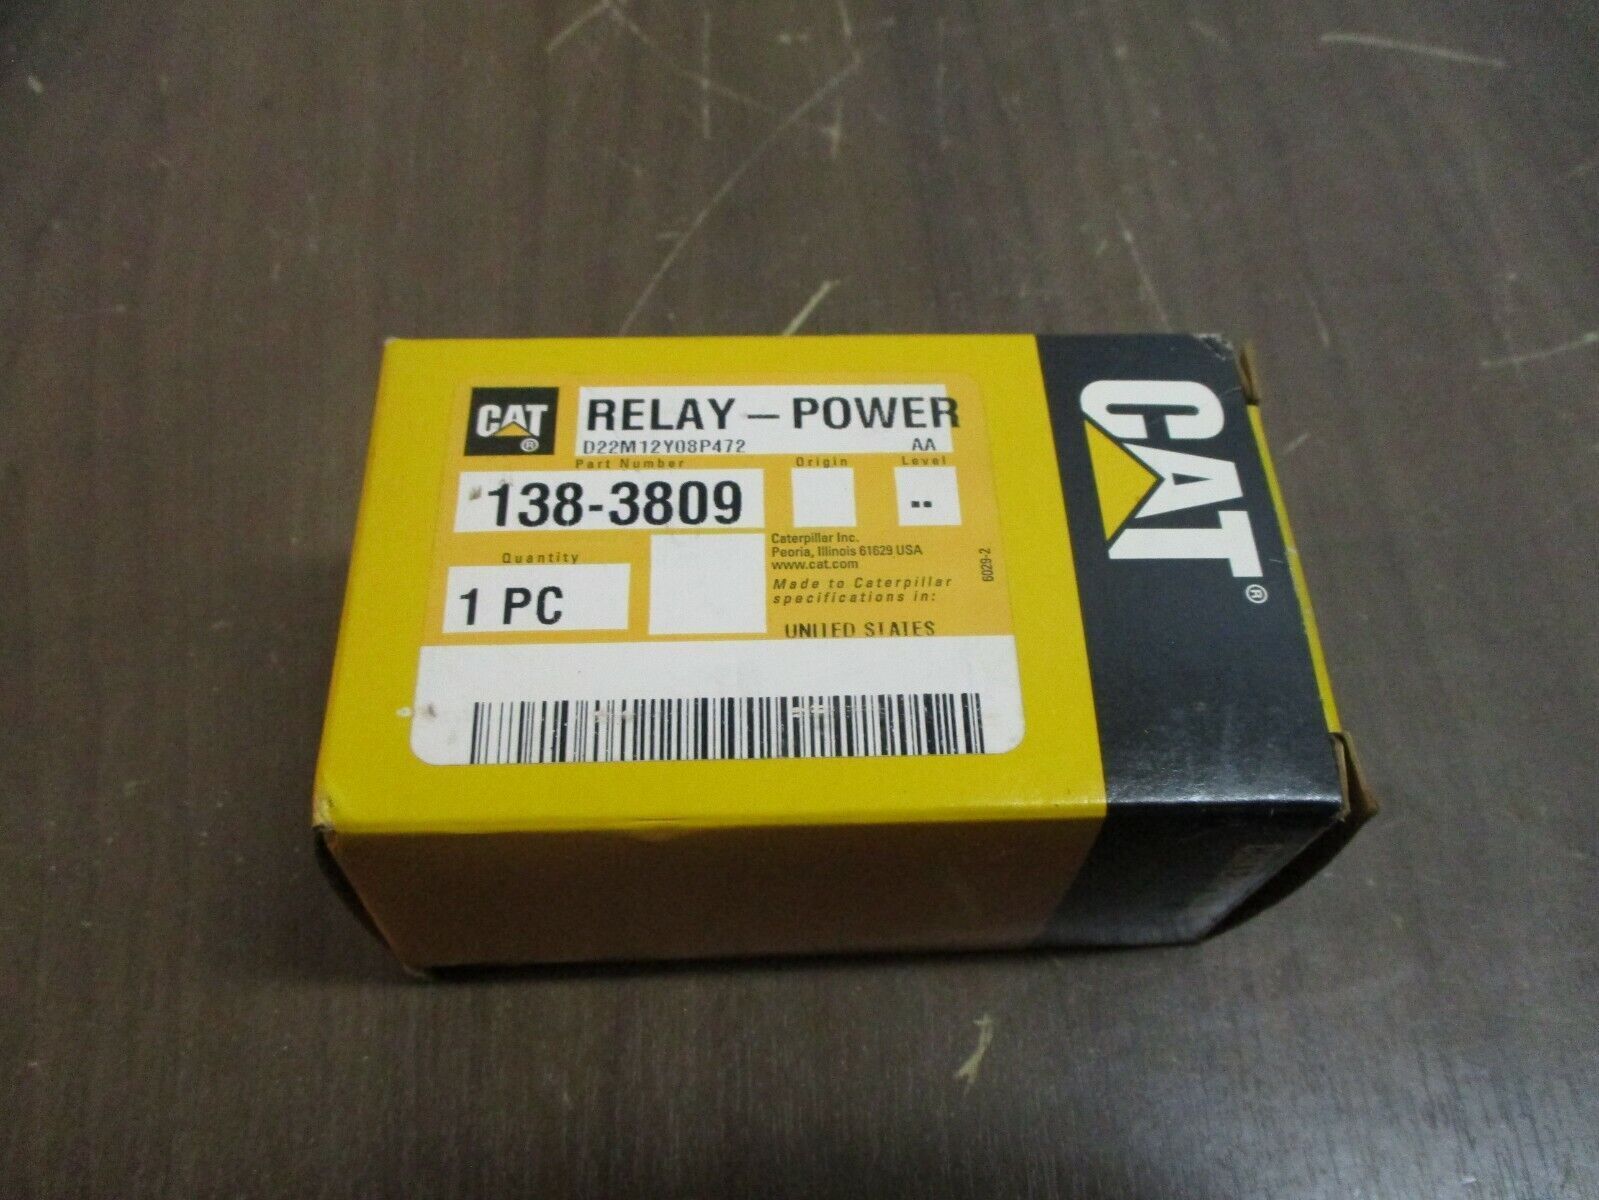 CAT®
RELAY – POWER
D22M12Y08P472 AA
Part Number Origin Level
138-3809 --
Quantity
1 PC
Caterpillar Inc.
Peoria, Illinois 61629 USA
www.cat.com
Made to Caterpillar
specifications in:
UNITED STATES
6029-2
CAT®